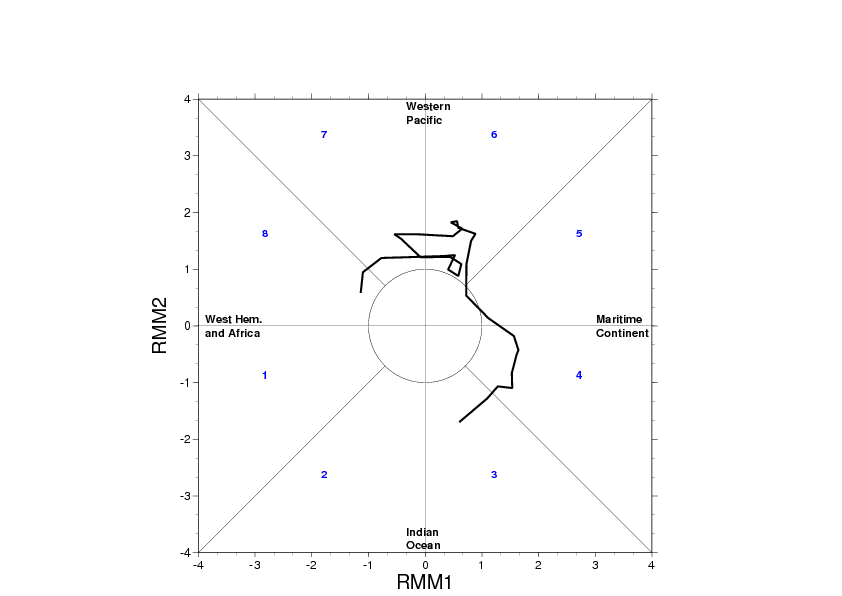 4
Western
Pacific
7
6
3
2
8
5
1
RMM2
0
West Hem.
and Africa
Maritime
Continent
-1
1
4
-2
2
3
-3
Indian
Ocean
-4
-4 -3 -2 -1 0 1 2 3 4
RMM1